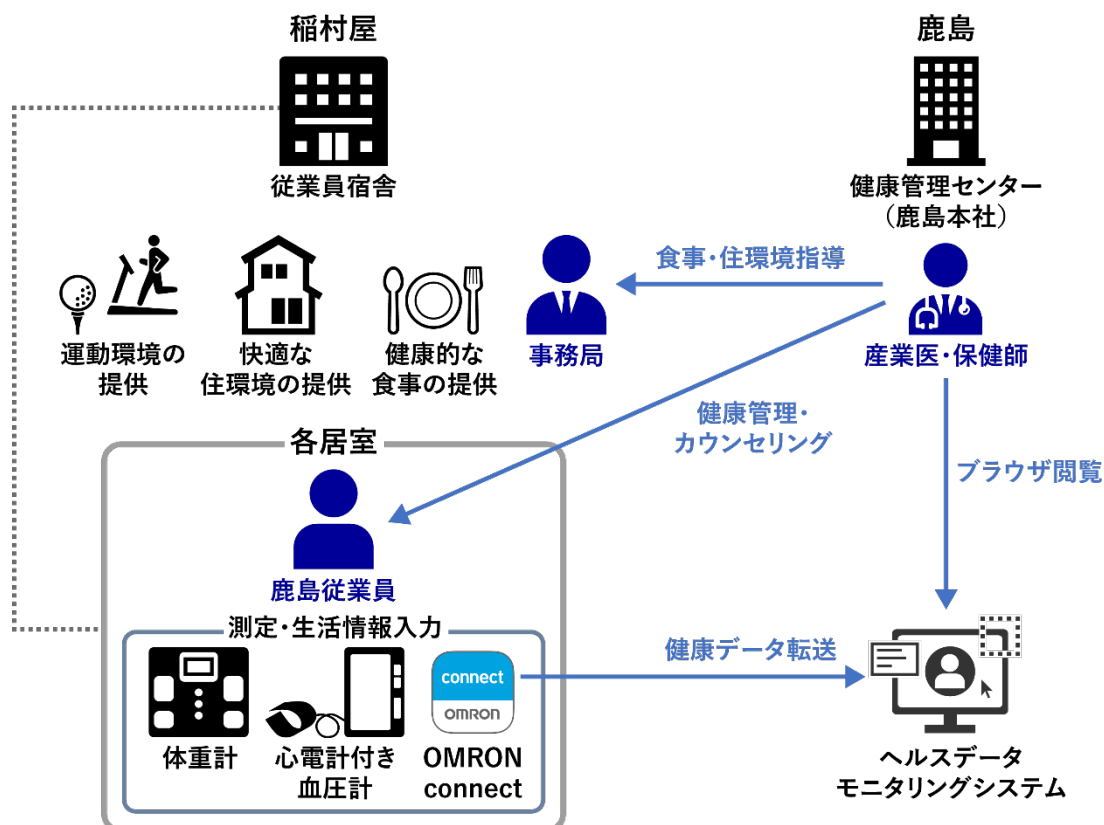 稲村屋
従業員宿舎
鹿島
健康管理センター
（鹿島本社）
運動環境の
提供
快適な
住環境の提供
健康的な
食事の提供
事務局
食事・住環境指導
産業医・保健師
健康管理・
カウンセリング
ブラウザ閲覧
各居室
鹿島従業員
測定・生活情報入力
体重計
心電計付き
血圧計
connect
OMRON
OMRON
connect
健康データ転送
ヘルスデータ
モニタリングシステム